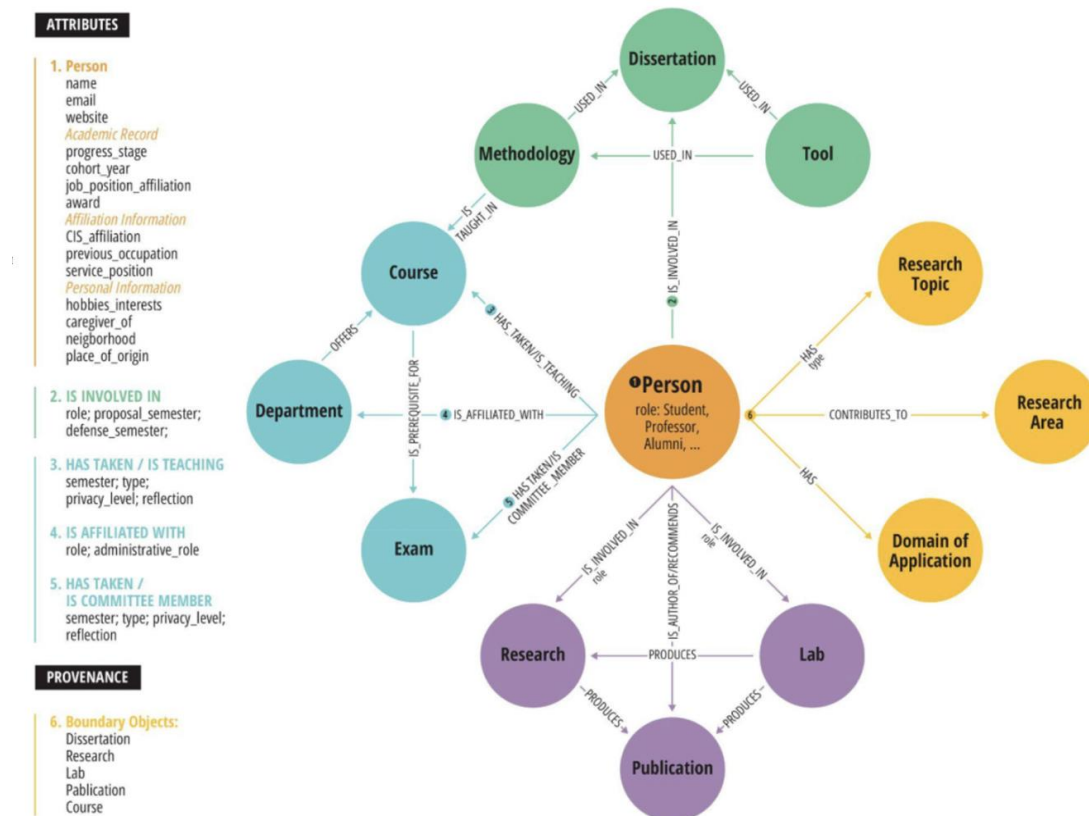 ATTRIBUTES
1. Person
name
email
website
Academic Record
progress_stage
cohort_year
job_position_affiliation
award
Affiliation Information
CIS_affiliation
previous_occupation
service_position
Personal Information
hobbies_interests
caregiver_of
neigborhood
place_of_origin
2. IS INVOLVED IN
role; proposal_semester;
defense_semester;
3. HAS TAKEN / IS TEACHING
semester; type;
privacy_level; reflection
4. IS AFFILIATED WITH
role; administrative_role
5. HAS TAKEN /
IS COMMITTEE MEMBER
semester; type; privacy_level;
reflection
PROVENANCE
6. Boundary Objects:
Dissertation
Research
Lab
Pablication
Course
Dissertation
USED_IN
USED_IN
Methodology
USED_IN
Tool
IS
TAUGHT_IN
2 IS_INVOLVED_IN
Course
Research
Topic
OFFERS
3 HAS_TAKEN/IS_TEACHING
HAS
type
IS_PREREQUISITE_FOR
Department
4 IS_AFFILIATED_WITH
1 Person
role: Student,
Professor,
Alumni, ...
6
CONTRIBUTES_TO
Research
Area
5 HAS_TAKEN/IS
COMMITTEE_MEMBER
HAS
Exam
Domain of
Application
IS_INVOLVED_IN
role
IS_AUTHOR_OF/RECOMMENDS
IS_INVOLVED_IN
role
Research
PRODUCES
Lab
PRODUCES
PRODUCES
Publication